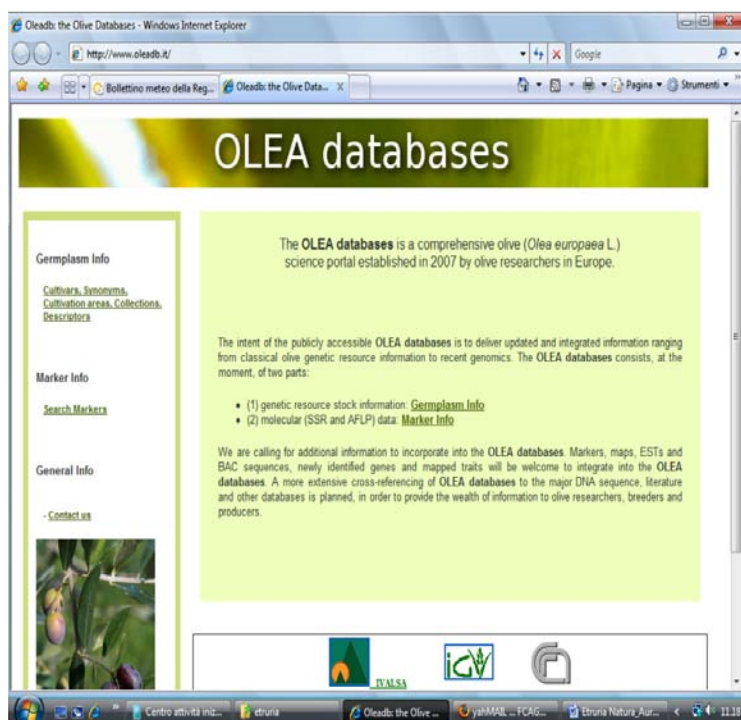 Oleadb: the Olive Databases - Windows Internet Explorer
http://www.oleadb.it/
Google
Bollettino meteo della Reg...
Oleadb: the Olive Data...
Pagina
Strumenti
OLEA databases
Germplasm Info
Cultivars, Synonyms,
Cultivation areas, Collections,
Descriptors
Marker Info
Search Markers
General Info
- Contact us
The OLEA databases is a comprehensive olive (Olea europaea L.)
science portal established in 2007 by olive researchers in Europe.
The intent of the publicly accessible OLEA databases is to deliver updated and integrated information ranging
from classical olive genetic resource information to recent genomics. The OLEA databases consists, at the
moment, of two parts:
• (1) genetic resource stock information: Germplasm Info
• (2) molecular (SSR and AFLP) data: Marker Info
We are calling for additional information to incorporate into the OLEA databases. Markers, maps, ESTs and
BAC sequences, newly identified genes and mapped traits will be welcome to integrate into the OLEA
databases. A more extensive cross-referencing of OLEA databases to the major DNA sequence, literature
and other databases is planned, in order to provide the wealth of information to olive researchers, breeders and
producers.
IVALSA
iGV
Centro attività iniz...
etruria
Oleadb: the Olive ...
yahMAIL ... FCAG...
Etruria Natura_Aur...
11.18